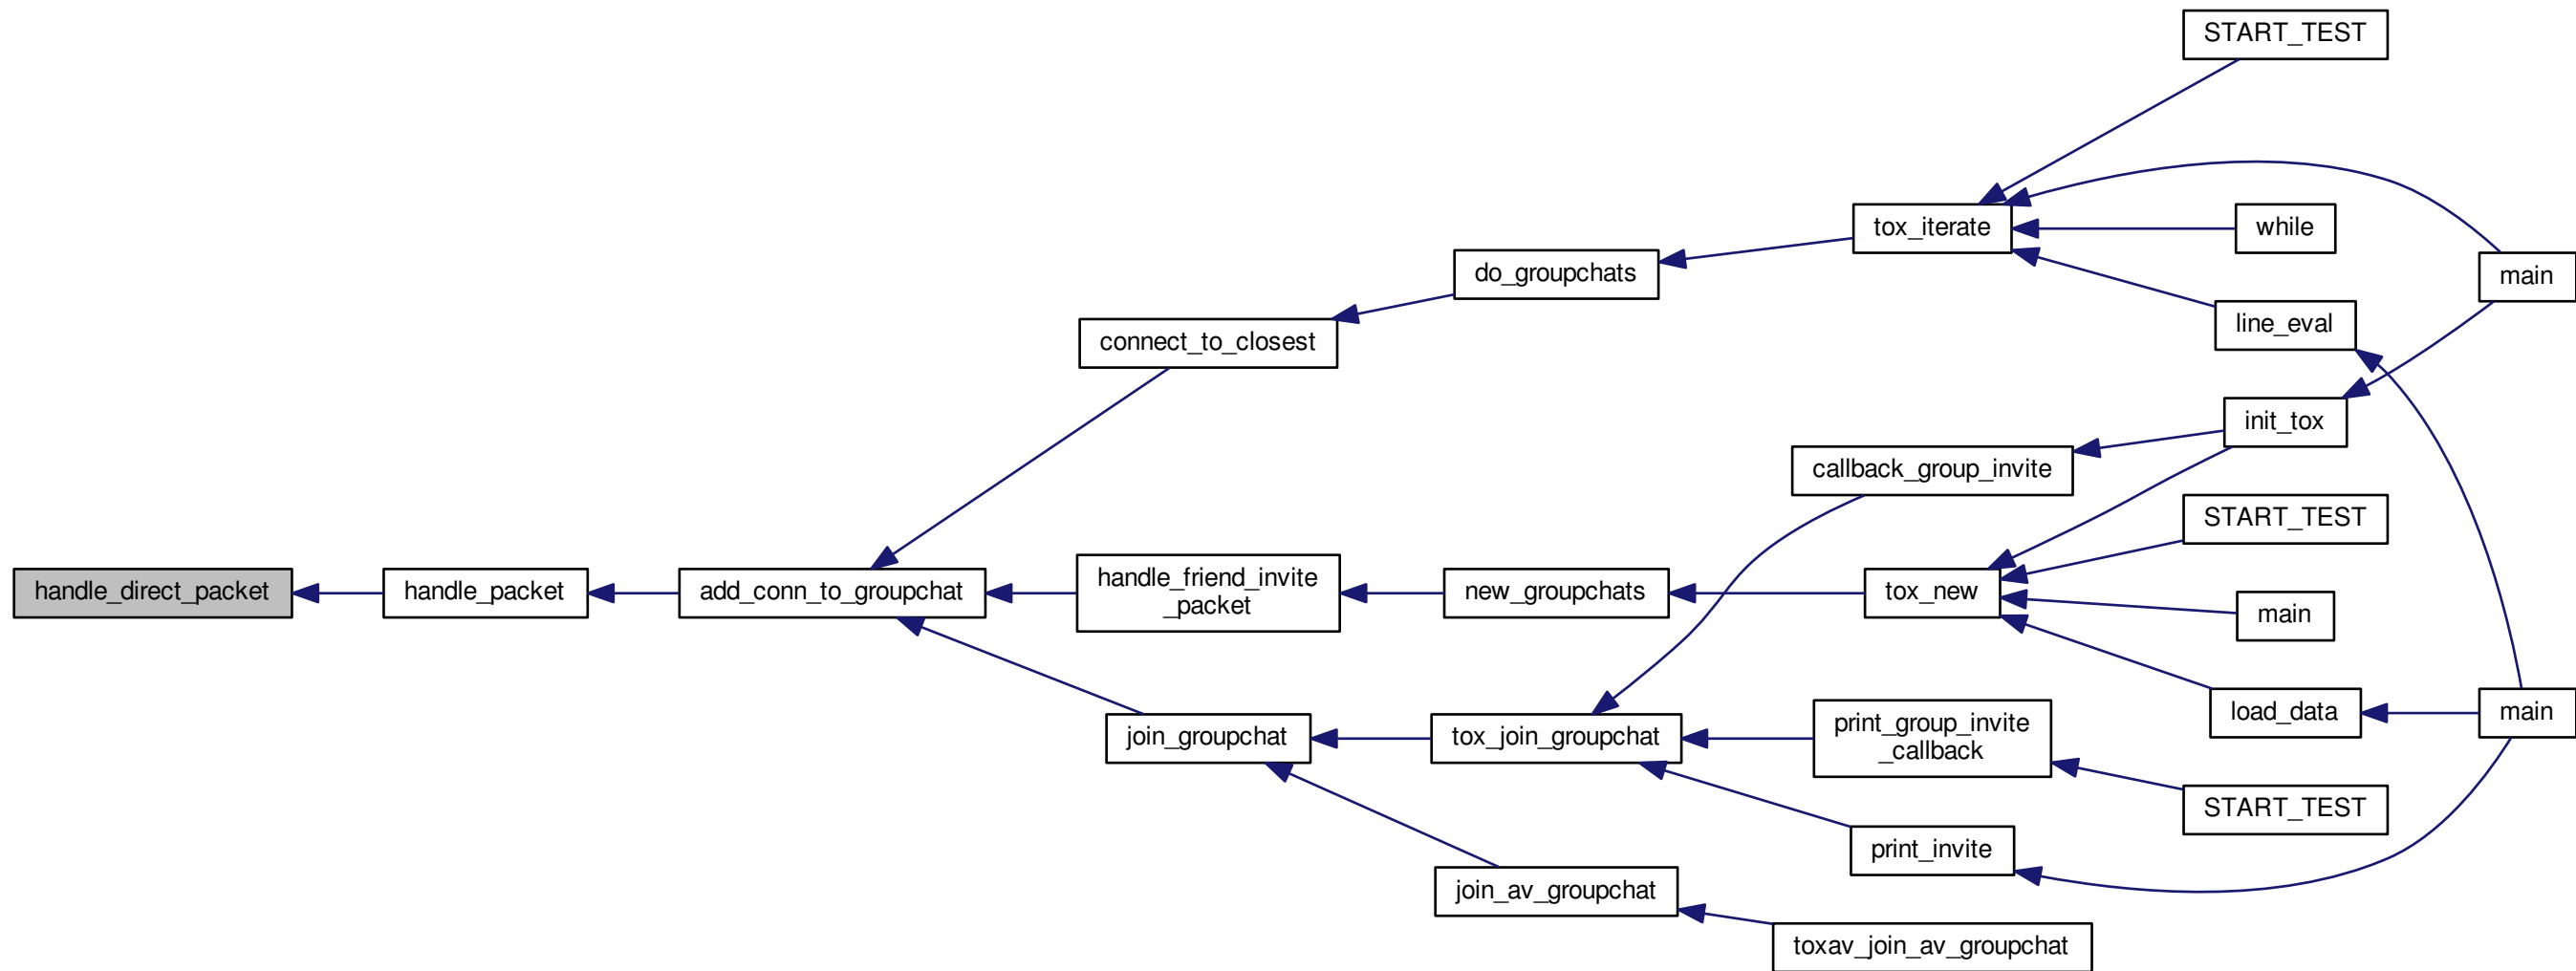 START_TEST
tox_iterate
while
do_groupchats
main
line_eval
connect_to_closest
init_tox
callback_group_invite
START_TEST
handle_direct_packet
handle_packet
add_conn_to_groupchat
handle_friend_invite
_packet
new_groupchats
tox_new
main
load_data
main
join_groupchat
tox_join_groupchat
print_group_invite
_callback
START_TEST
print_invite
join_av_groupchat
toxav_join_av_groupchat